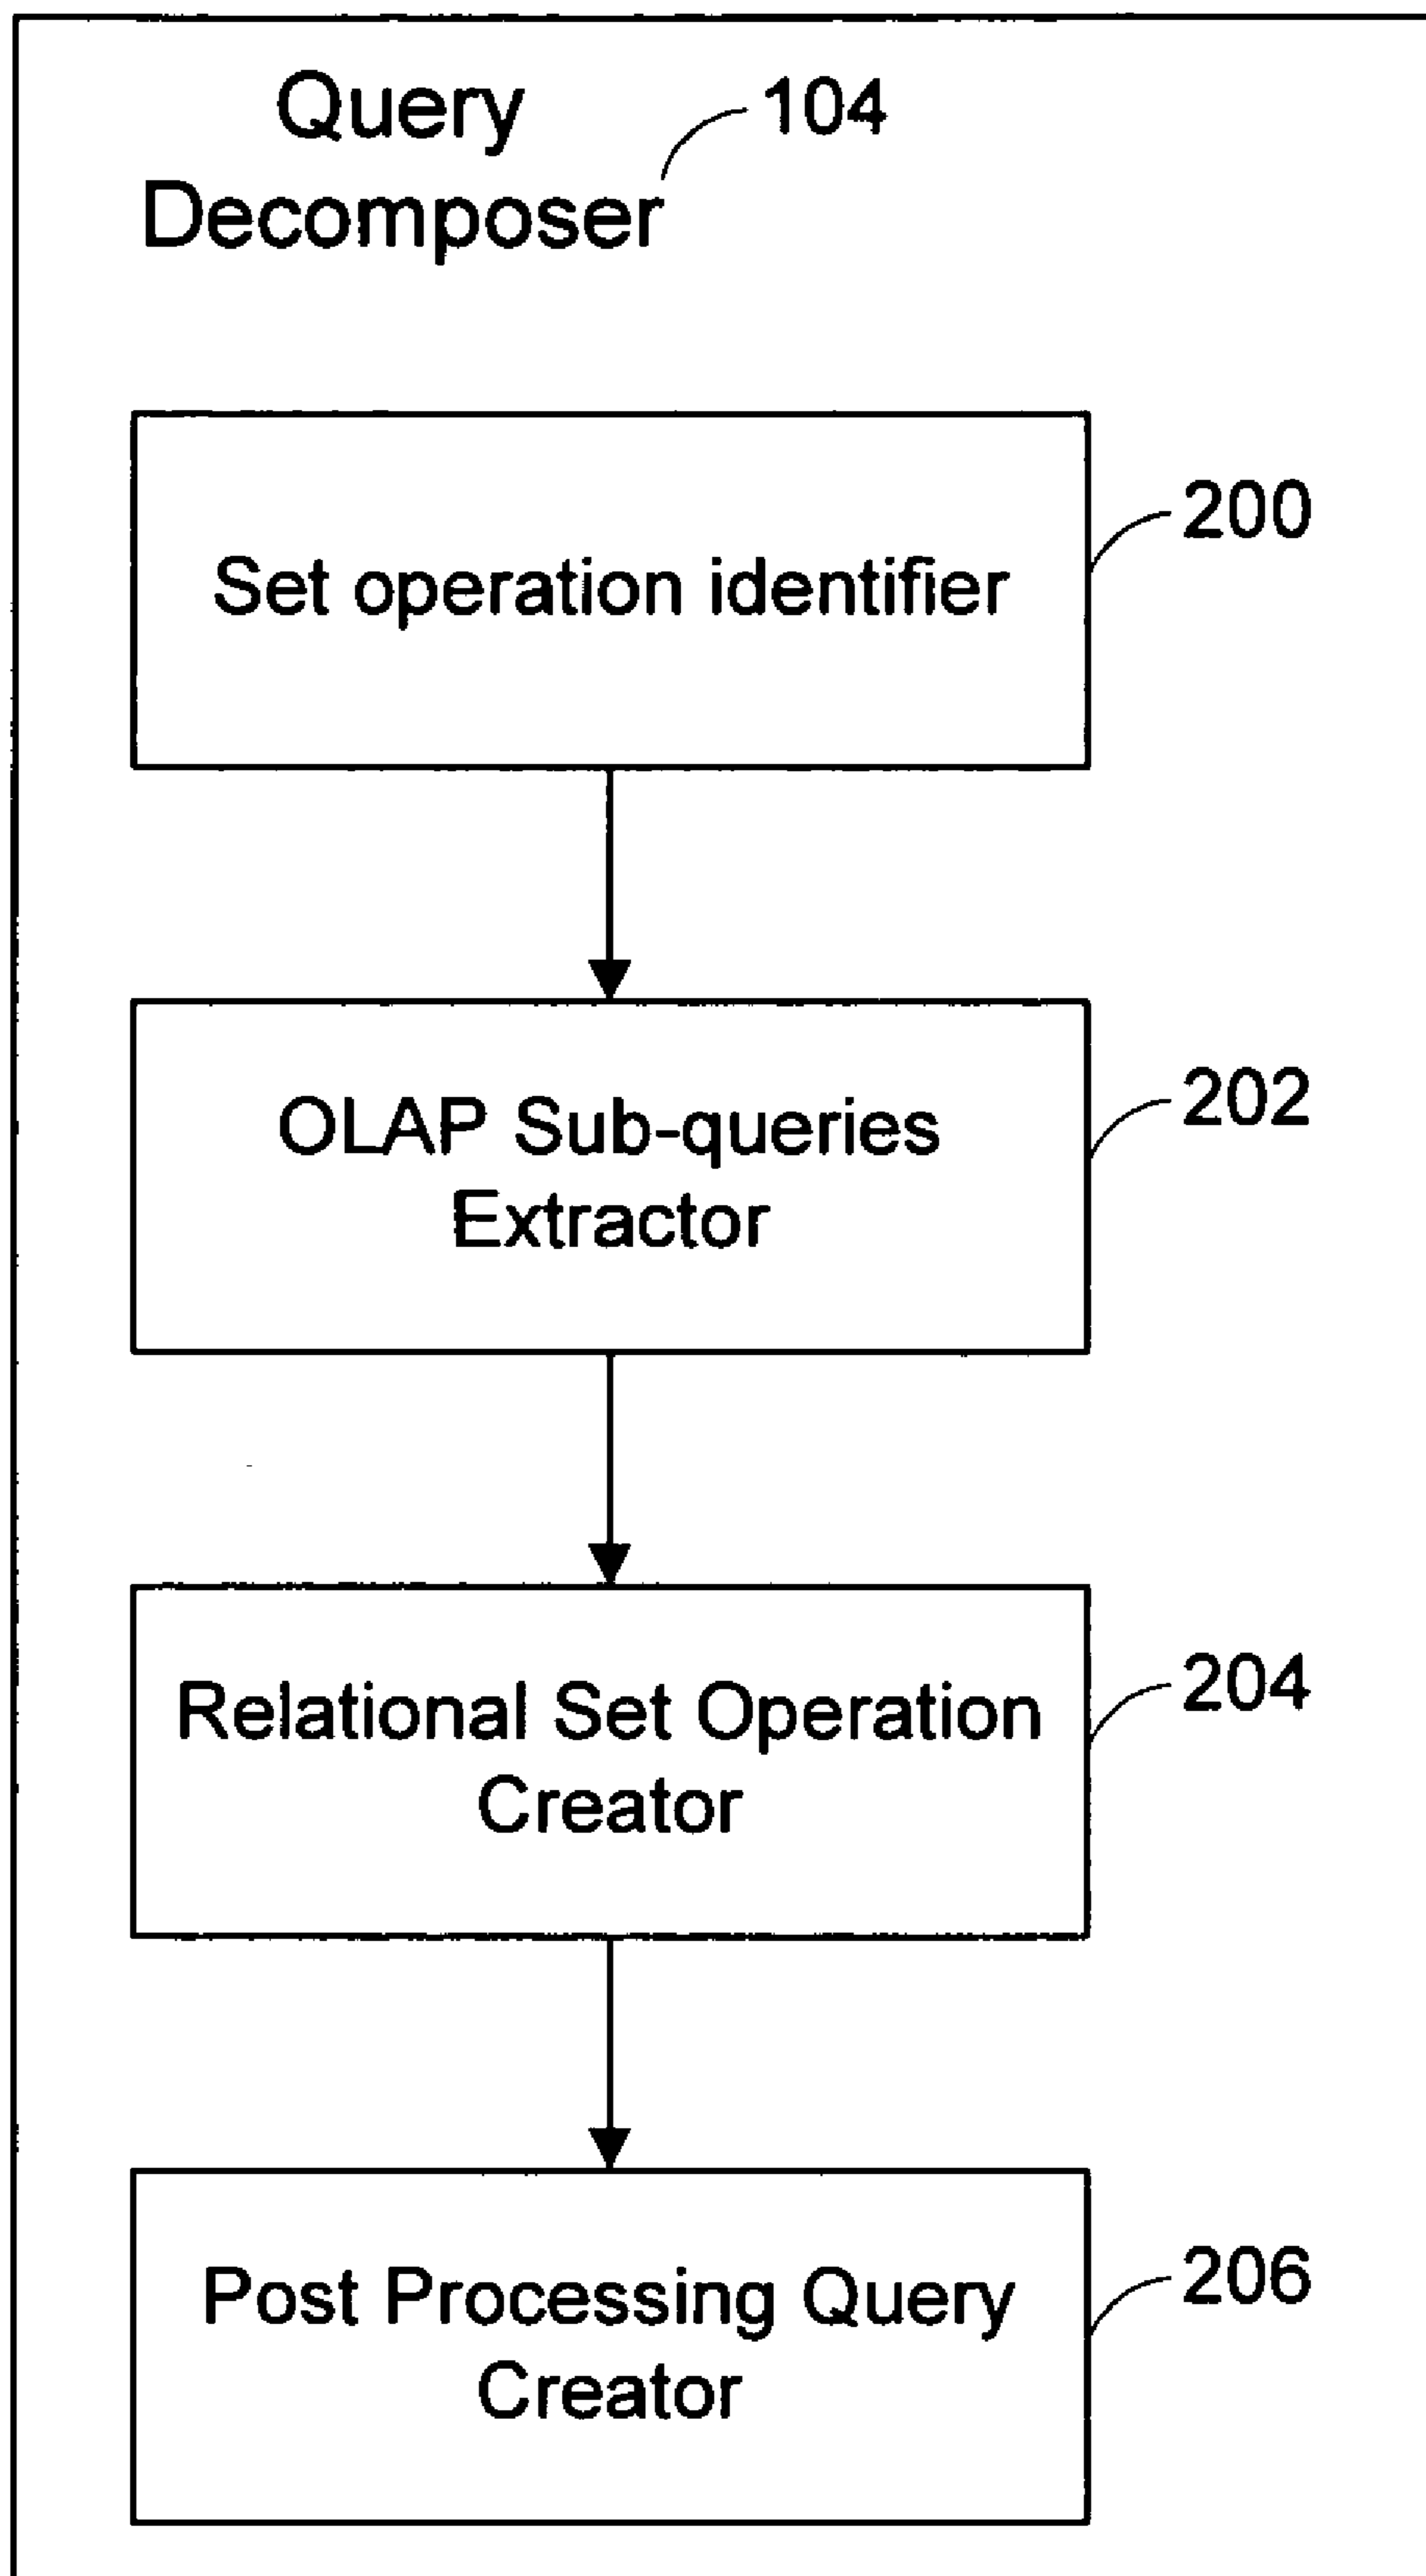 Query
104
Decomposer
200
Set operation identifier
202
OLAP Sub-queries
Extractor
204
Relational Set Operation
Creator
206
Post Processing Query
Creator